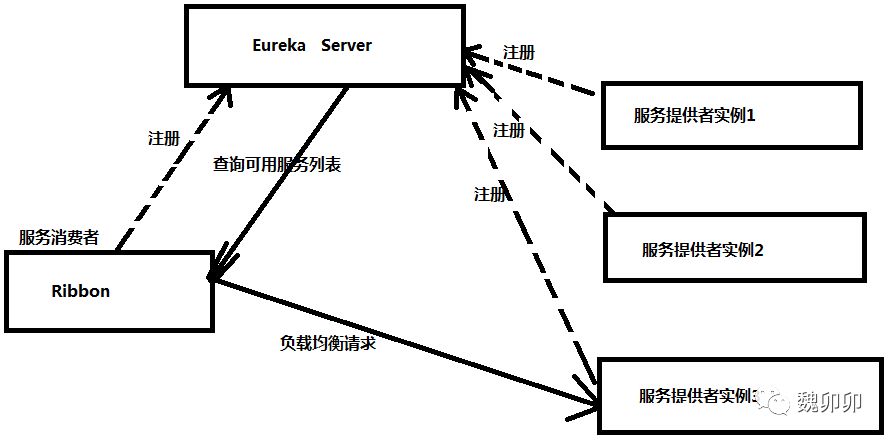 Eureka Server
注册
服务提供者实例1
注册
注册
查询可用服务列表
注册
服务消费者
服务提供者实例2
Ribbon
负载均衡请求
服务提供者实例3
魏卯卯